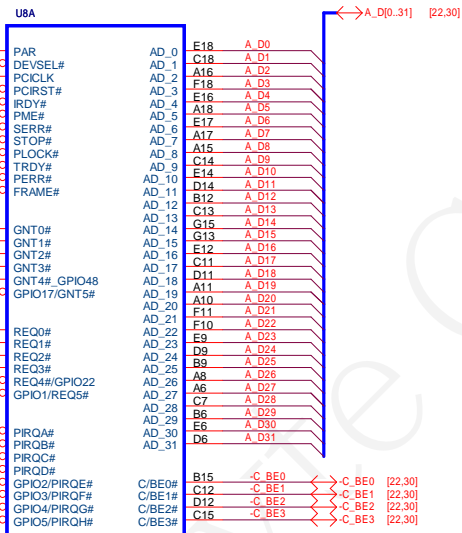 U8A A_D[0..31] [22,30]
PAR AD_0 E18 A_D0
DEVSEL# AD_1 C18 A_D1
PCICLK AD_2 A16 A_D2
PCIRST# AD_3 F18 A_D3
IRDY# AD_4 E16 A_D4
PME# AD_5 A18 A_D5
SERR# AD_6 E17 A_D6
STOP# AD_7 A17 A_D7
PLOCK# AD_8 A15 A_D8
TRDY# AD_9 C14 A_D9
PERR# AD_10 E14 A_D10
FRAME# AD_11 D14 A_D11
AD_12 B12 A_D12
AD_13 C13 A_D13
GNT0# AD_14 G15 A_D14
GNT1# AD_15 G13 A_D15
GNT2# AD_16 E12 A_D16
GNT3# AD_17 C11 A_D17
GNT4#_GPIO48 AD_18 D11 A_D18
GPIO17/GNT5# AD_19 A11 A_D19
AD_20 A10 A_D20
AD_21 F11 A_D21
REQ0# AD_22 F10 A_D22
REQ1# AD_23 E9 A_D23
REQ2# AD_24 D9 A_D24
REQ3# AD_25 B9 A_D25
REQ4#/GPIO22 AD_26 A8 A_D26
GPIO1/REQ5# AD_27 A6 A_D27
AD_28 C7 A_D28
AD_29 B6 A_D29
PIRQA# AD_30 E6 A_D30
PIRQB# AD_31 D6 A_D31
PIRQC#
PIRQD#
GPIO2/PIRQE# C/BE0# B15 -C_BE0 -C_BE0 [22,30]
GPIO3/PIRQF# C/BE1# C12 -C_BE1 -C_BE1 [22,30]
GPIO4/PIRQG# C/BE2# D12 -C_BE2 -C_BE2 [22,30]
GPIO5/PIRQH# C/BE3# C15 -C_BE3 -C_BE3 [22,30]